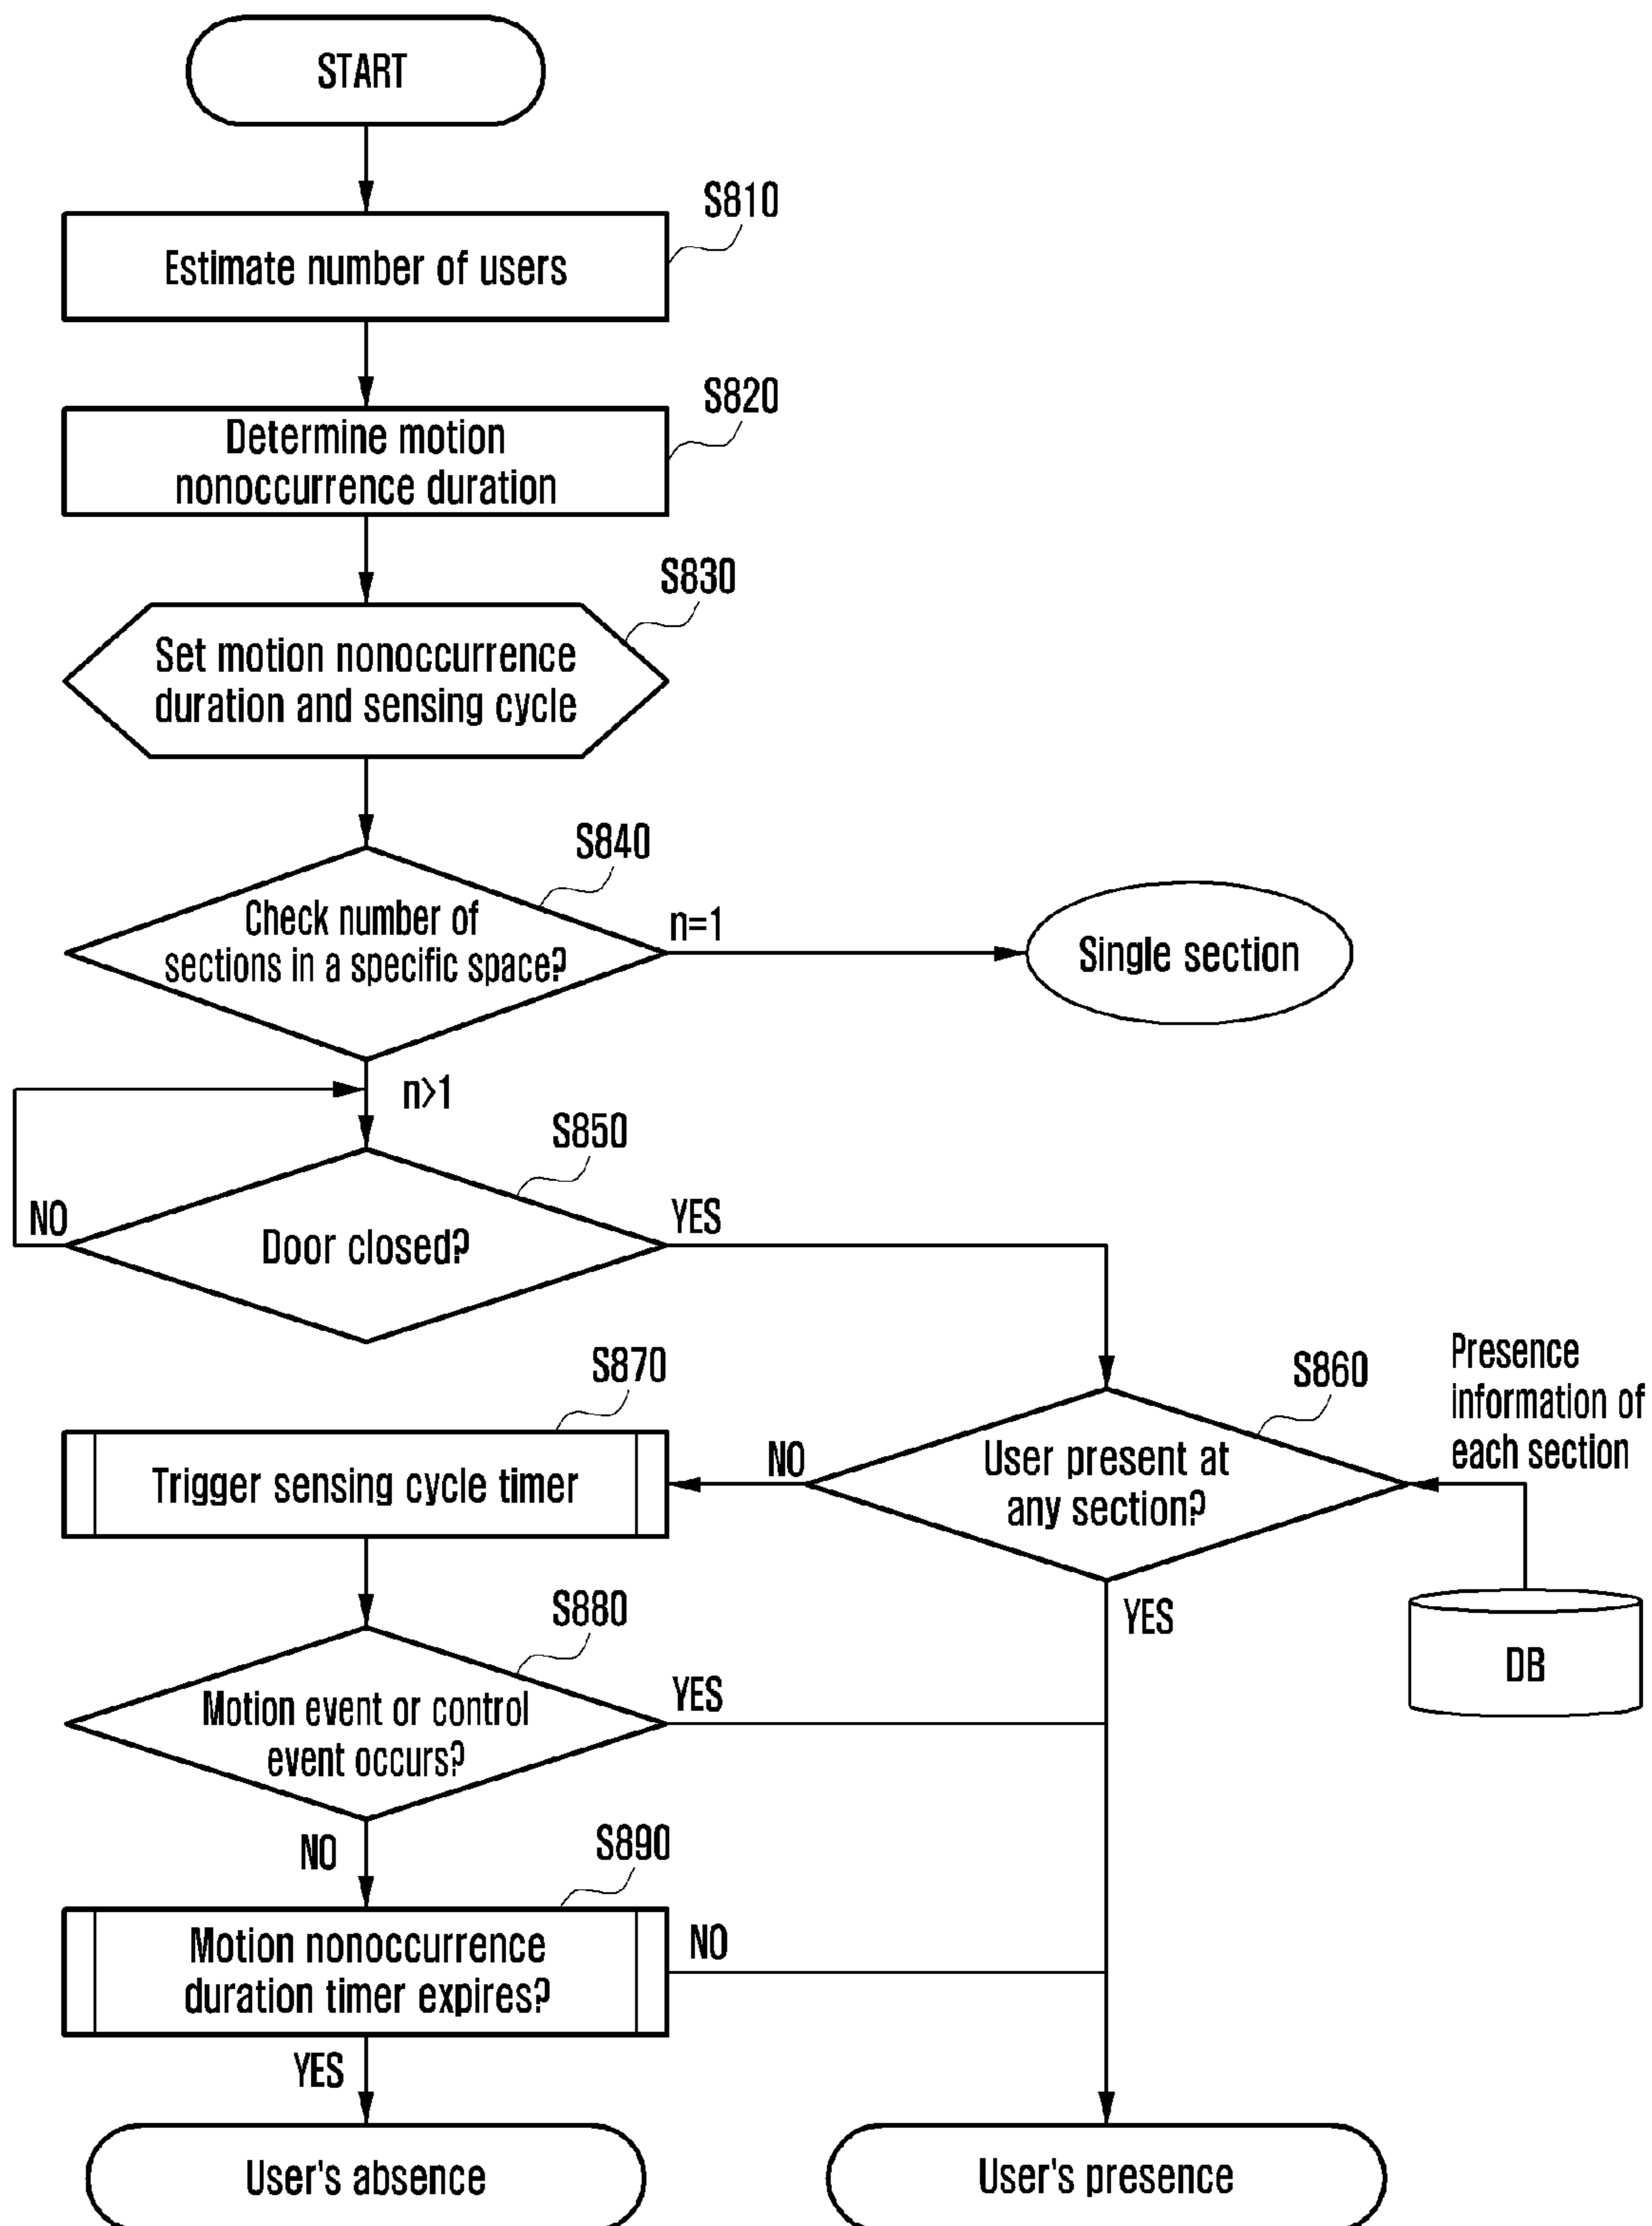 START
S810
Estimate number of users
S820
Determine motion
nonoccurrence duration
S830
Set motion nonoccurrence
duration and sensing cycle
S840
Check number of
sections in a specific space?
n=1
Single section
n>1
S850
Door closed?
NO
YES
S860
User present at
any section?
Presence
information of
each section
DB
NO
YES
S870
Trigger sensing cycle timer
S880
Motion event or control
event occurs?
YES
NO
S890
Motion nonoccurrence
duration timer expires?
NO
YES
User's absence
User's presence